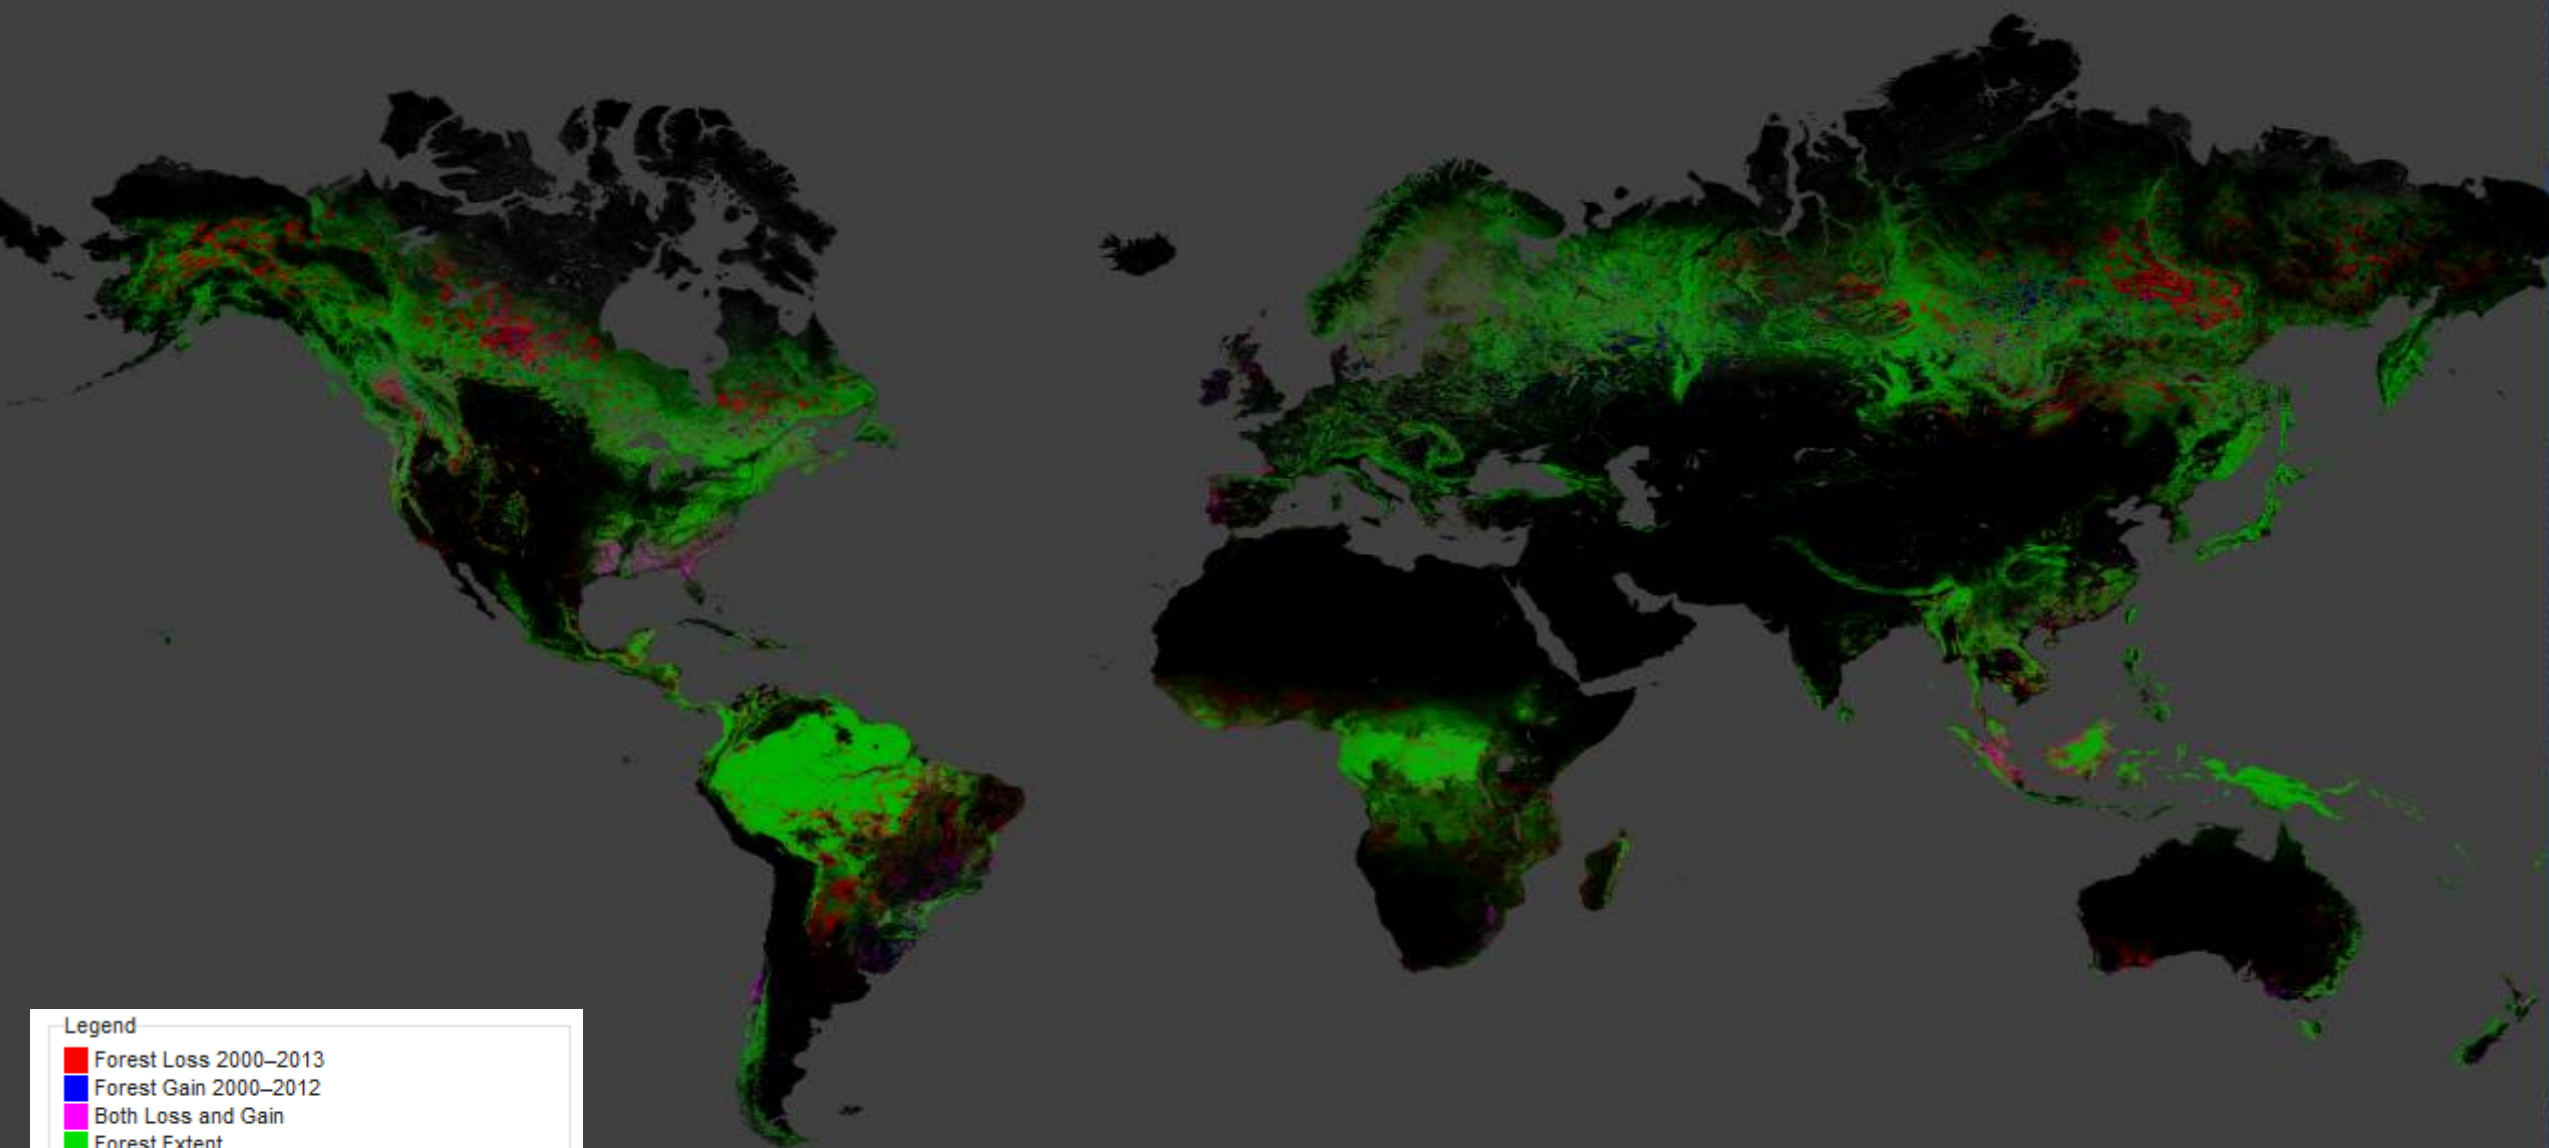 Legend
Forest Loss 2000–2013
Forest Gain 2000–2012
Both Loss and Gain
Forest Extent